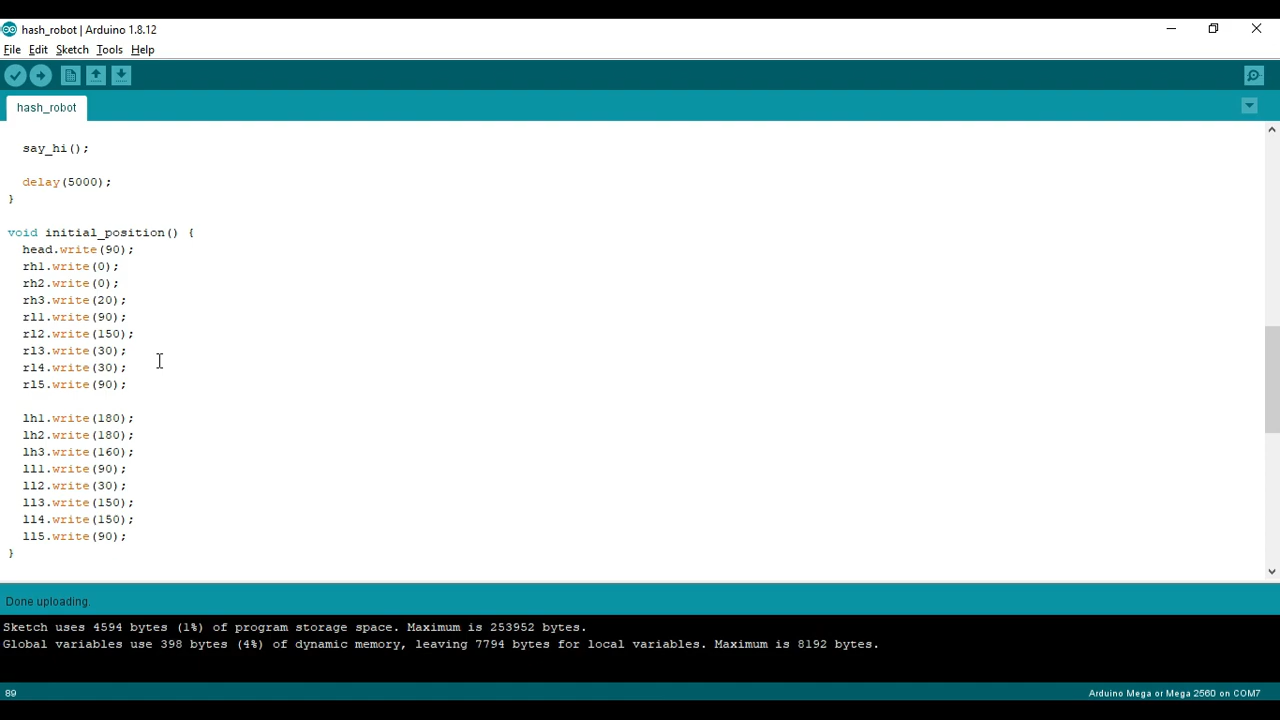 hash_robot | Arduino 1.8.12
File Edit Sketch Tools Help
hash_robot
say_hi();
delay(5000);
}
void initial_position() {
head.write(90);
rh1.write(0);
rh2.write(0);
rh3.write(20);
rl1.write(90);
rl2.write(150);
rl3.write(30);
rl4.write(30);
rl5.write(90);
lh1.write(180);
lh2.write(180);
lh3.write(160);
ll1.write(90);
ll2.write(30);
ll3.write(150);
ll4.write(150);
ll5.write(90);
}
Done uploading.
Sketch uses 4594 bytes (1%) of program storage space. Maximum is 253952 bytes.
Global variables use 398 bytes (4%) of dynamic memory, leaving 7794 bytes for local variables. Maximum is 8192 bytes.
89 Arduino Mega or Mega 2560 on COM7